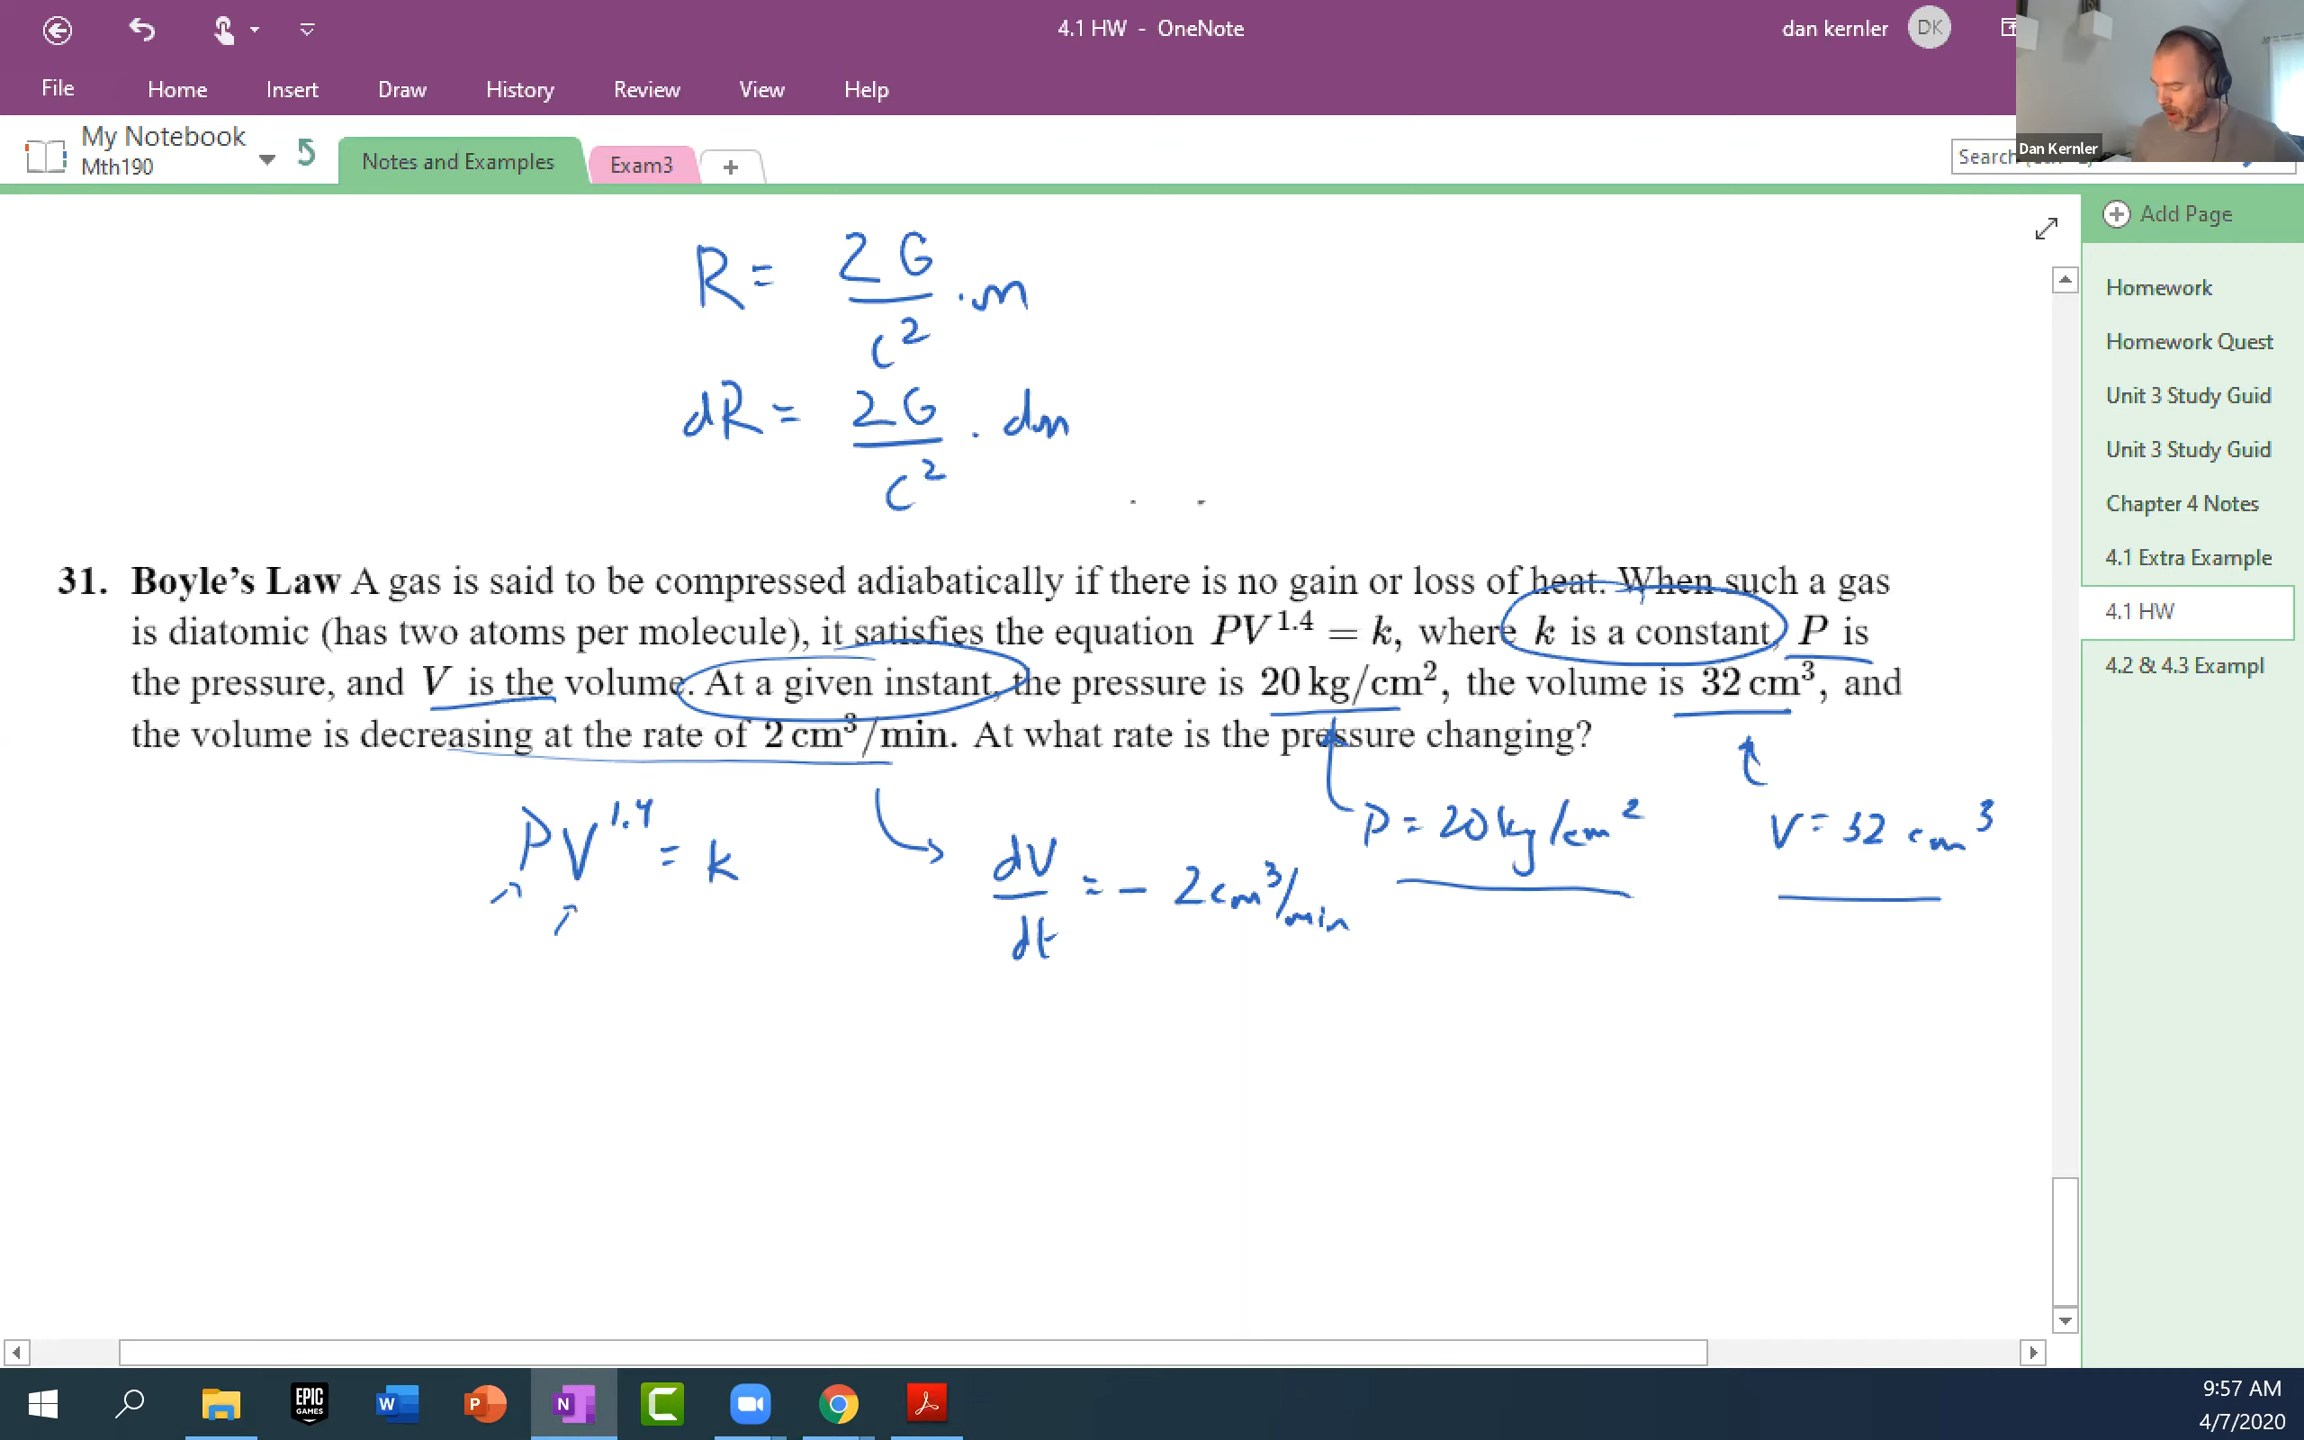 4.1 HW - OneNote
dan kernler DK
File Home Insert Draw History Review View Help
My Notebook
Mth190
Notes and Examples
Exam3
+
Search
Dan Kernler
Add Page
Homework
Homework Quest
Unit 3 Study Guid
Unit 3 Study Guid
Chapter 4 Notes
4.1 Extra Example
4.1 HW
4.2 & 4.3 Exampl
R = 2G/c² · m
dR = 2G/c² · dm
31. Boyle's Law A gas is said to be compressed adiabatically if there is no gain or loss of heat. When such a gas
is diatomic (has two atoms per molecule), it satisfies the equation PV^1.4 = k, where k is a constant, P is
the pressure, and V is the volume. At a given instant, the pressure is 20 kg/cm², the volume is 32 cm³, and
the volume is decreasing at the rate of 2 cm³/min. At what rate is the pressure changing?
PV^1.4 = k
dV/dt = - 2cm³/min
P = 20kg/cm²
V = 32 cm³
EPIC GAMES
W
P
N
9:57 AM
4/7/2020